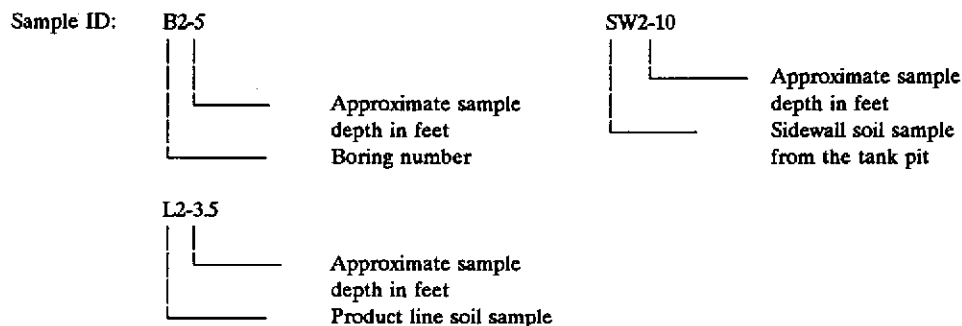 Sample ID: B2-5 SW2-10
Approximate sample
depth in feet
Boring number
Approximate sample
depth in feet
Sidewall soil sample
from the tank pit
L2-3.5
Approximate sample
depth in feet
Product line soil sample